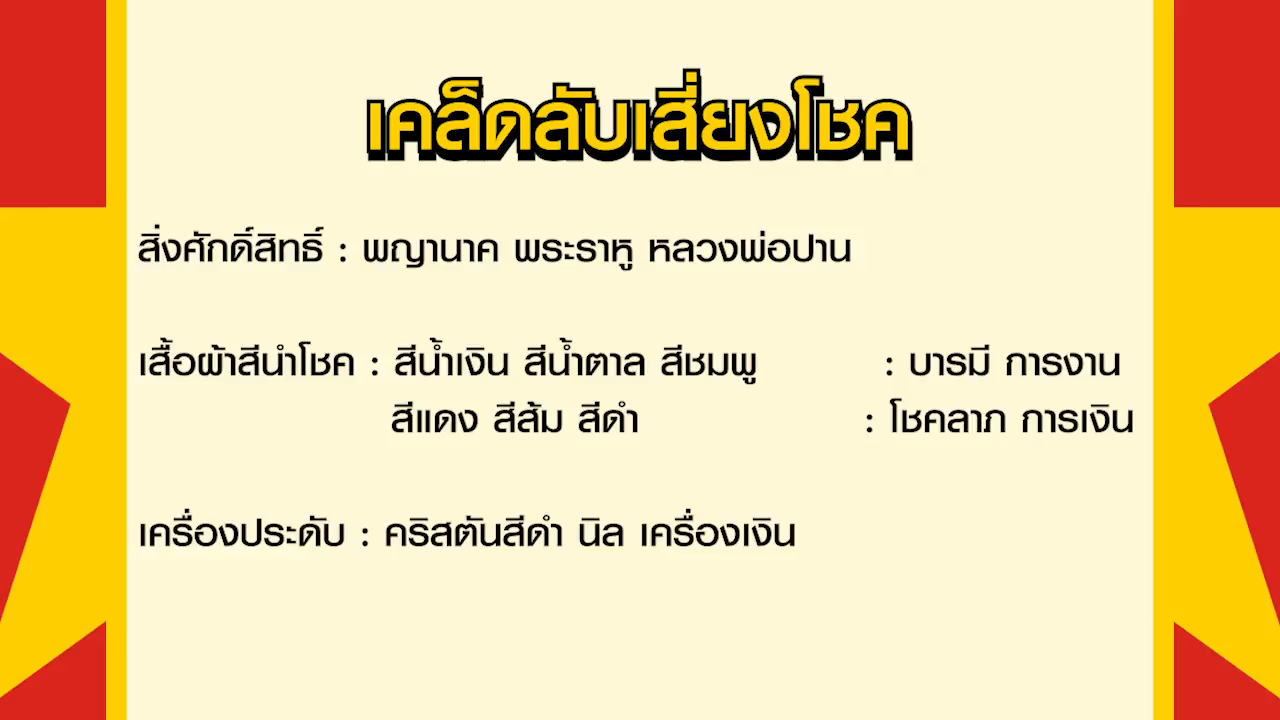 เคล็ดลับเสี่ยงโชค
สิ่งศักดิ์สิทธิ์ : พญานาค พระราหู หลวงพ่อปาน
เสื้อผ้าสีนำโชค : สีน้ำเงิน สีน้ำตาล สีชมพู : บารมี การงาน
สีแดง สีส้ม สีดำ : โชคลาภ การเงิน
เครื่องประดับ : คริสตันสีดำ นิล เครื่องเงิน